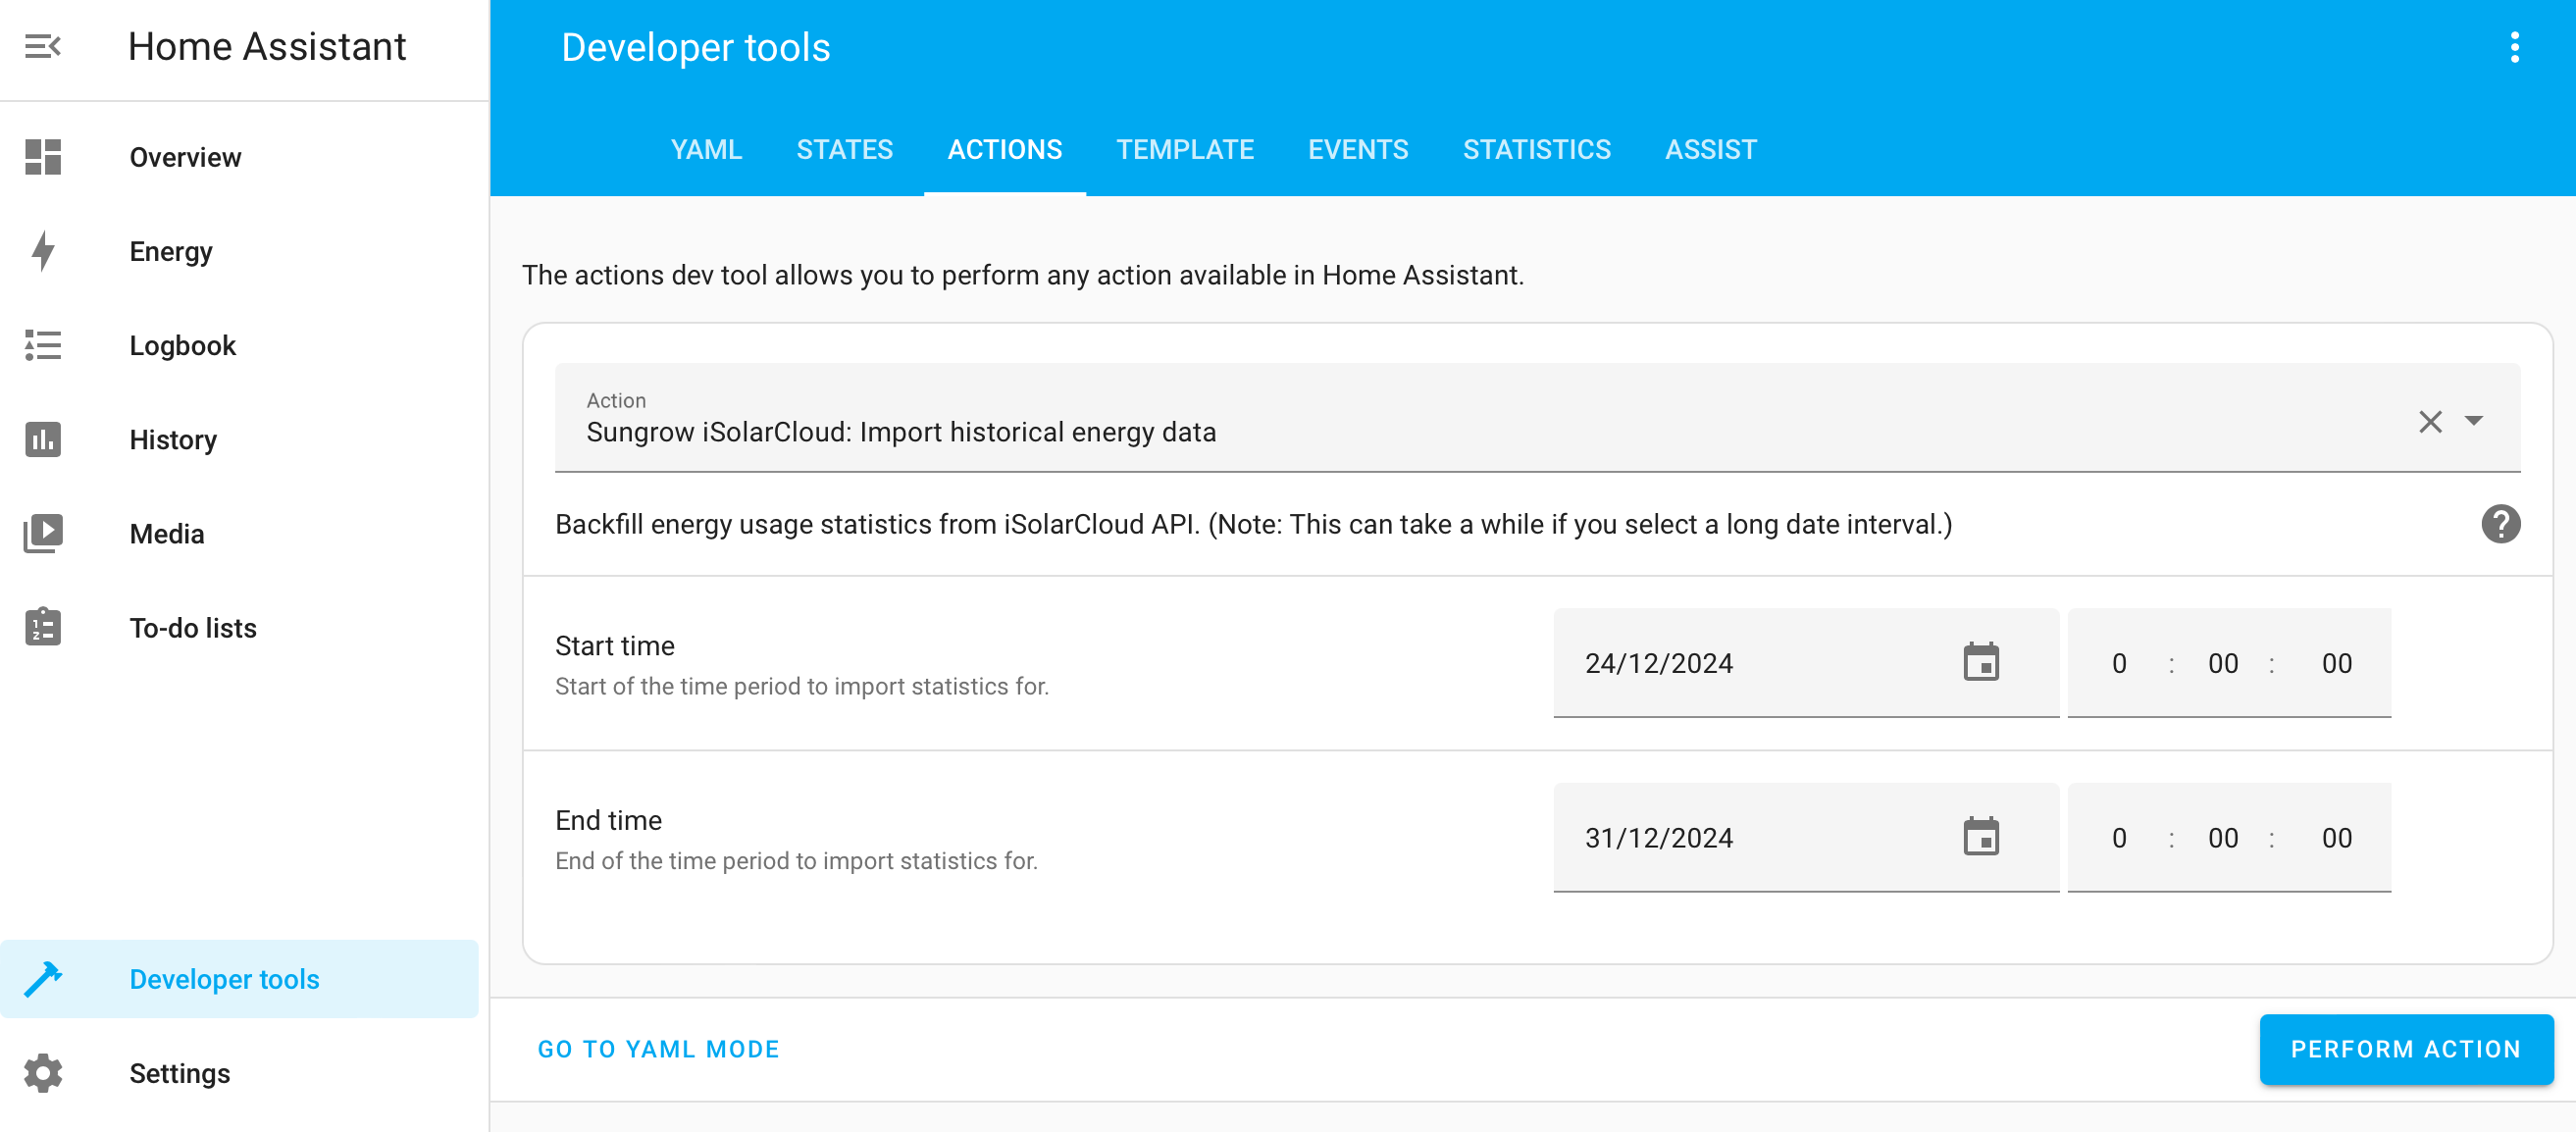 Home Assistant
Developer tools
Overview
Energy
Logbook
History
Media
To-do lists
Developer tools
Settings
YAML STATES ACTIONS TEMPLATE EVENTS STATISTICS ASSIST
The actions dev tool allows you to perform any action available in Home Assistant.
Action
Sungrow iSolarCloud: Import historical energy data
Backfill energy usage statistics from iSolarCloud API. (Note: This can take a while if you select a long date interval.)
Start time
Start of the time period to import statistics for.
24/12/2024 0 : 00 : 00
End time
End of the time period to import statistics for.
31/12/2024 0 : 00 : 00
GO TO YAML MODE
PERFORM ACTION